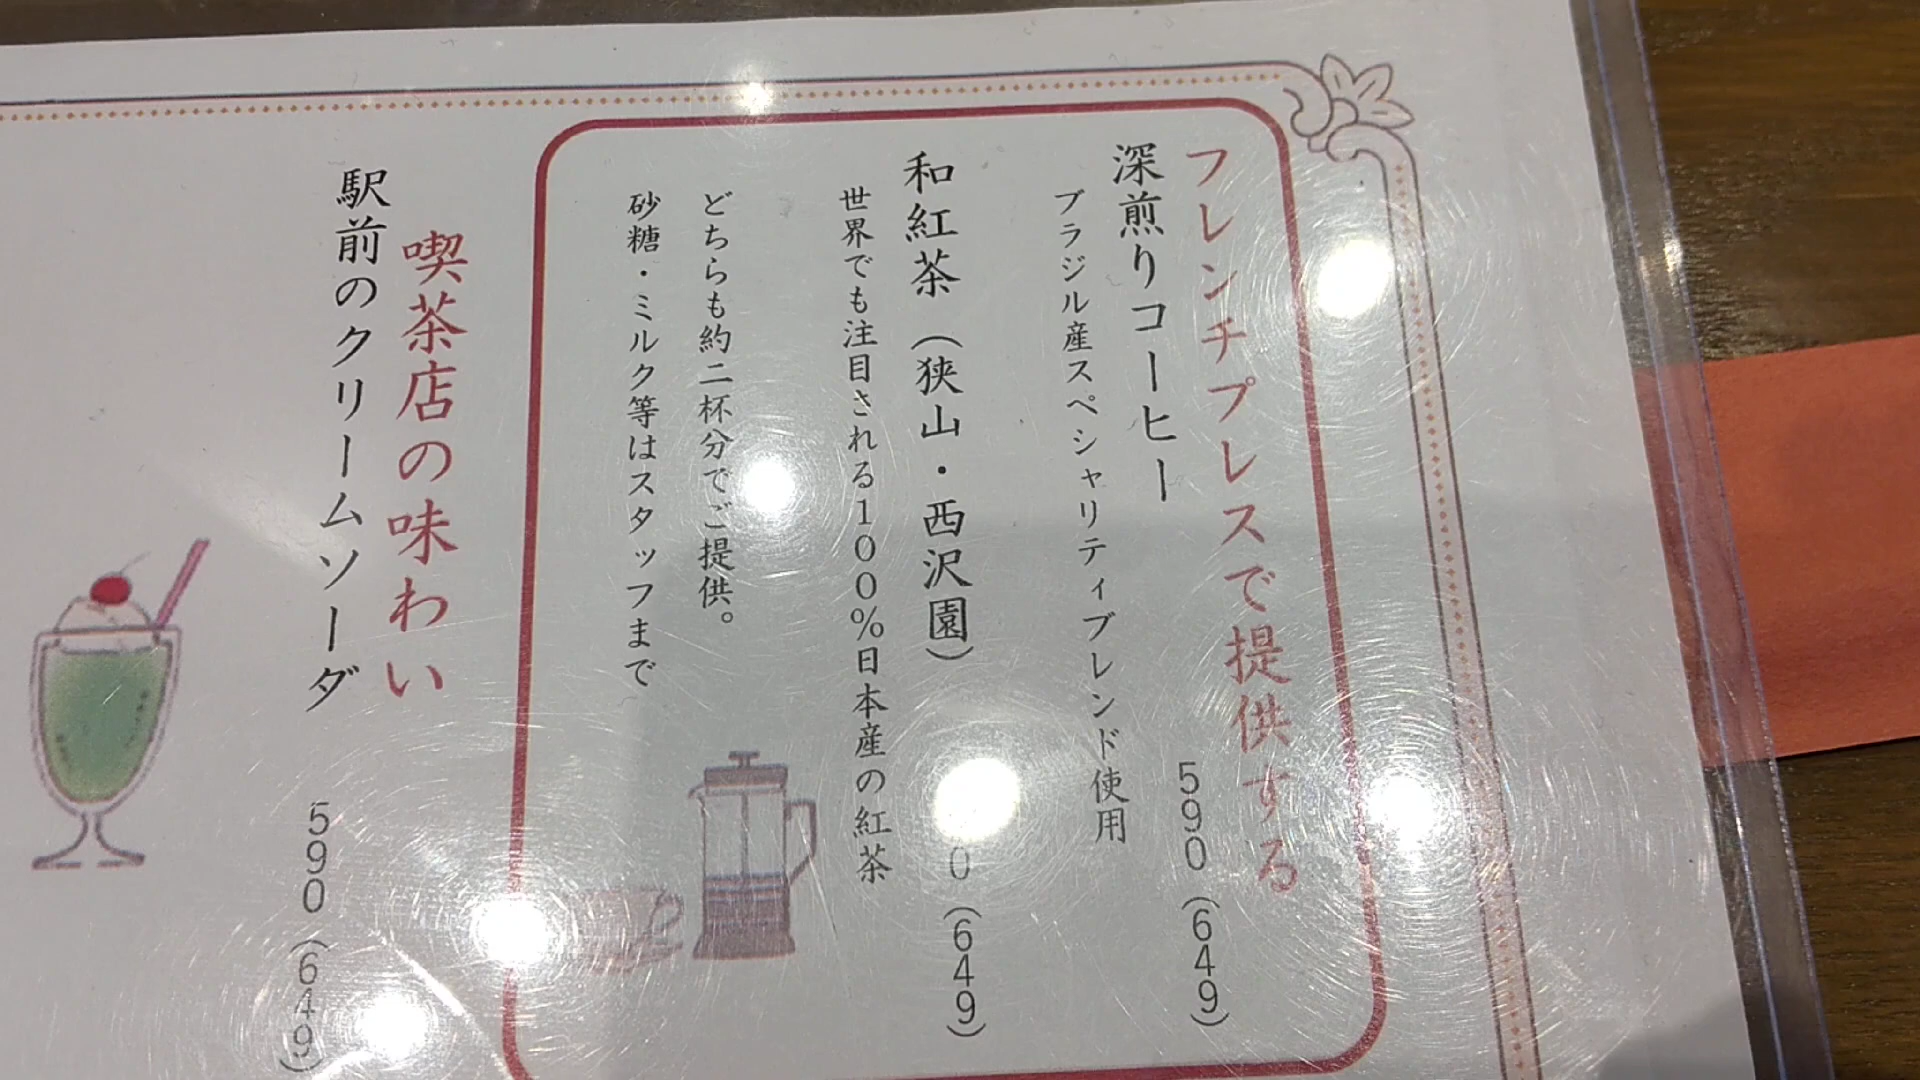 フレンチプレスで提供する
深煎りコーヒー 590(649)
ブラジル産スペシャリティブレンド使用
和紅茶(狭山・西沢園) 0(649)
世界でも注目される100%日本産の紅茶
どちらも約二杯分でご提供。
砂糖・ミルク等はスタッフまで
喫茶店の味わい
駅前のクリームソーダ 590(649)